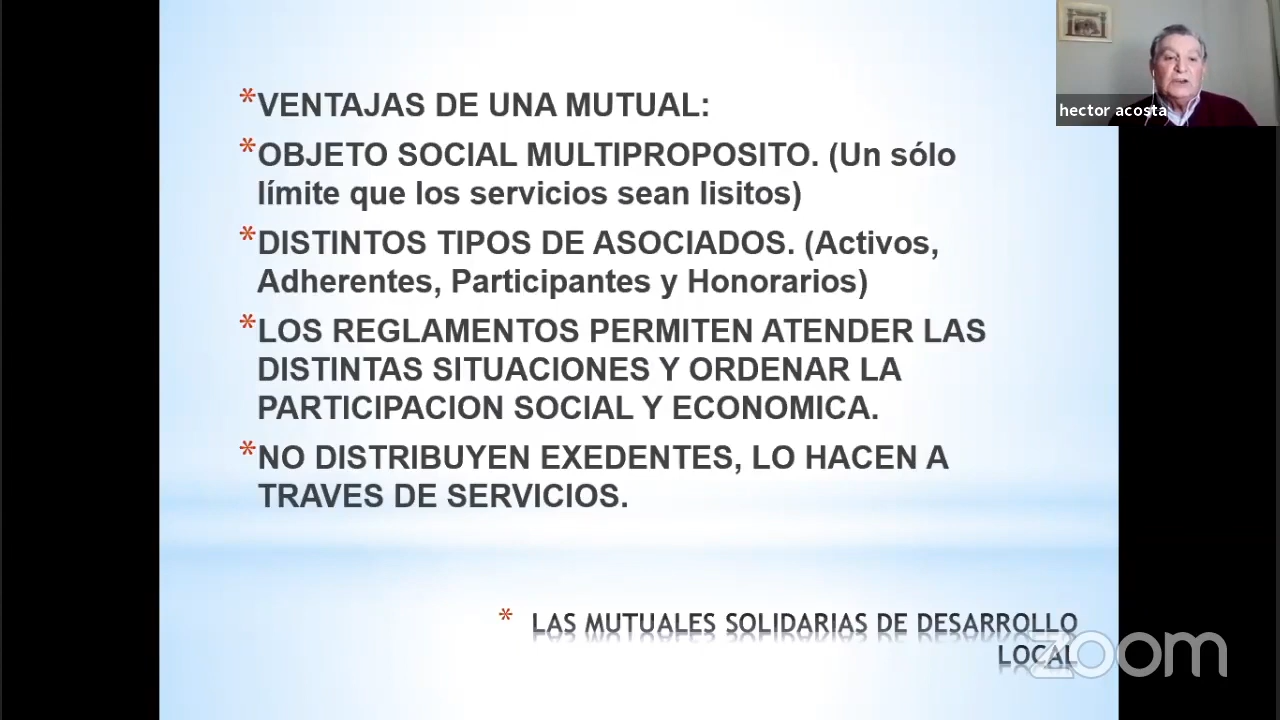 *VENTAJAS DE UNA MUTUAL:
*OBJETO SOCIAL MULTIPROPOSITO. (Un sólo
límite que los servicios sean lisitos)
*DISTINTOS TIPOS DE ASOCIADOS. (Activos,
Adherentes, Participantes y Honorarios)
*LOS REGLAMENTOS PERMITEN ATENDER LAS
DISTINTAS SITUACIONES Y ORDENAR LA
PARTICIPACION SOCIAL Y ECONOMICA.
*NO DISTRIBUYEN EXEDENTES, LO HACEN A
TRAVES DE SERVICIOS.
* LAS MUTUALES SOLIDARIAS DE DESARROLLO
LOCAL
hector acosta
zoom